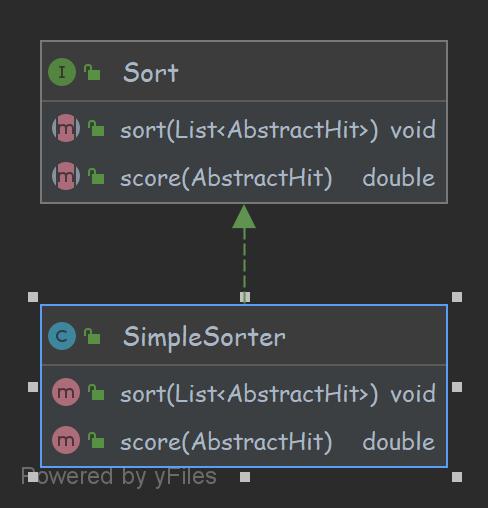 I Sort
m sort(List<AbstractHit>) void
m score(AbstractHit) double
C SimpleSorter
m sort(List<AbstractHit>) void
m score(AbstractHit) double
Powered by yFiles